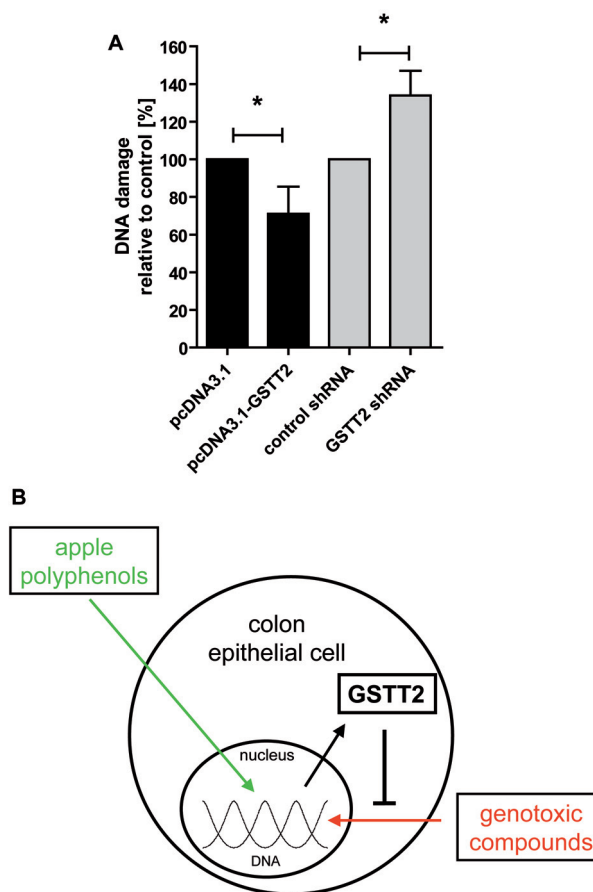 A
DNA damage
relative to control [%]
160
140
120
100
80
60
40
20
0
*
*
pcDNA3.1
pcDNA3.1-GSTT2
control shRNA
GSTT2 shRNA
B
apple
polyphenols
colon
epithelial cell
GSTT2
nucleus
DNA
genotoxic
compounds